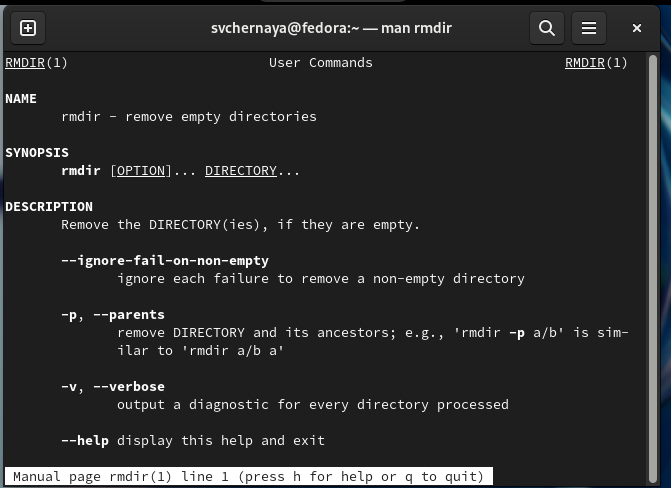 svchernaya@fedora:~ — man rmdir
RMDIR(1) User Commands RMDIR(1)
NAME
rmdir - remove empty directories
SYNOPSIS
rmdir [OPTION]... DIRECTORY...
DESCRIPTION
Remove the DIRECTORY(ies), if they are empty.
--ignore-fail-on-non-empty
ignore each failure to remove a non-empty directory
-p, --parents
remove DIRECTORY and its ancestors; e.g., 'rmdir -p a/b' is sim-
ilar to 'rmdir a/b a'
-v, --verbose
output a diagnostic for every directory processed
--help display this help and exit
Manual page rmdir(1) line 1 (press h for help or q to quit)